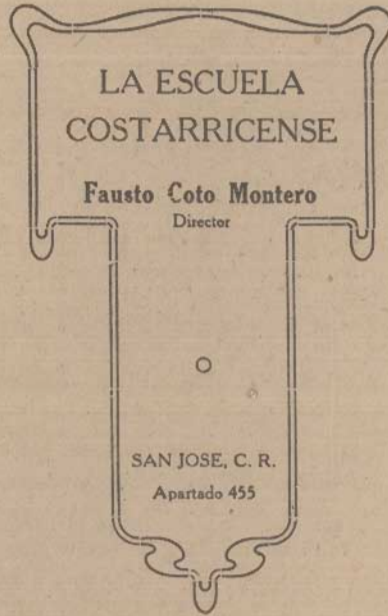 LA ESCUELA
COSTARRICENSE
Fausto Coto Montero
Director
SAN JOSE, C. R.
Apartado 455